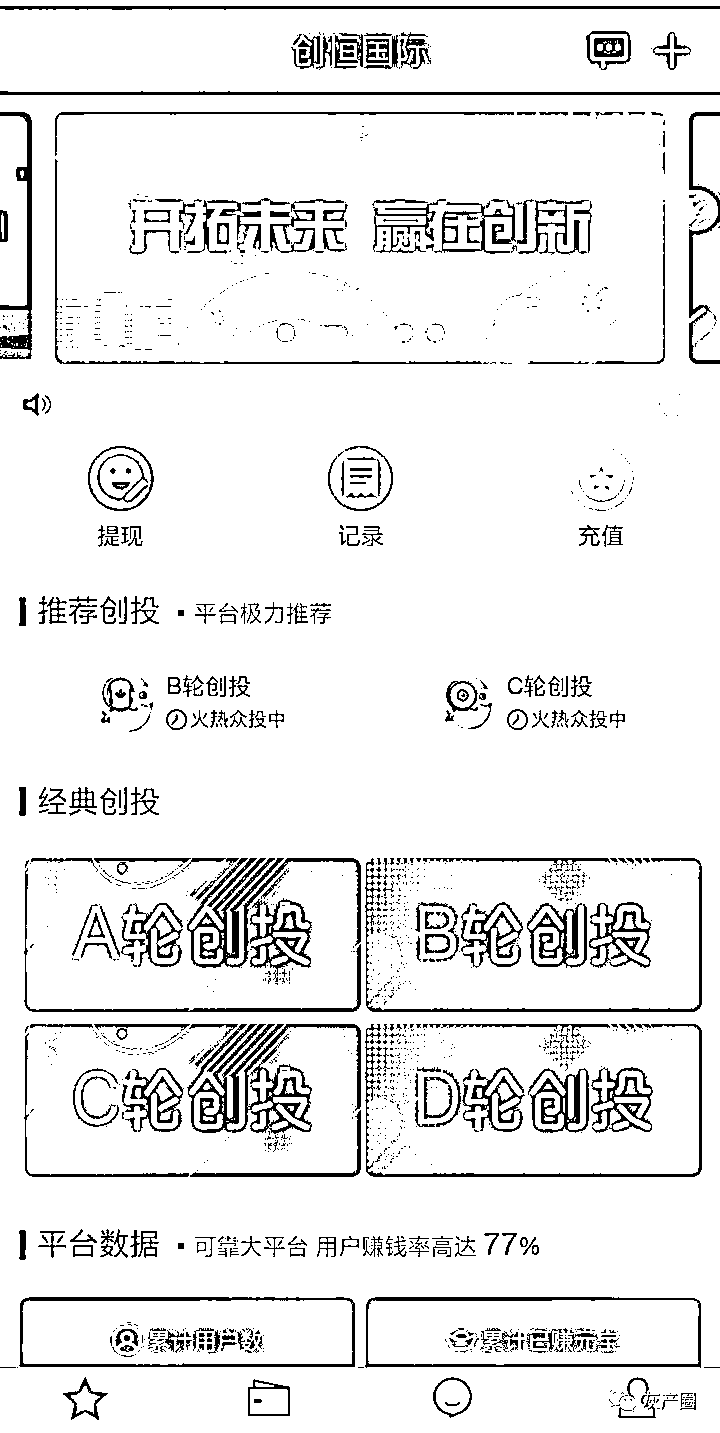 创恒国际
开拓未来 赢在创新
提现
记录
充值
推荐创投 · 平台极力推荐
B轮创投
火热众投中
C轮创投
火热众投中
经典创投
A轮创投
B轮创投
C轮创投
D轮创投
平台数据 · 可靠大平台 用户赚钱率高达 77%
累计用户数
累计已赚元宝
灰产圈